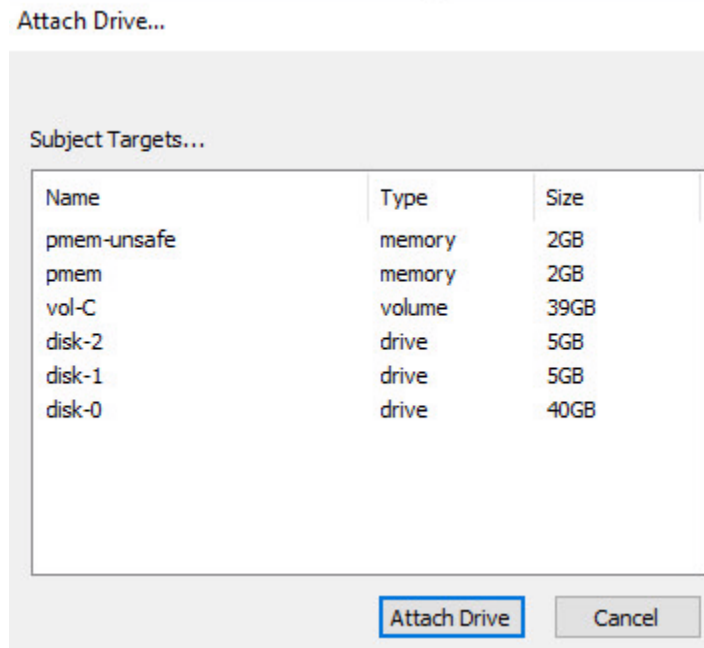 Attach Drive...
Subject Targets...
Name Type Size
pmem-unsafe memory 2GB
pmem memory 2GB
vol-C volume 39GB
disk-2 drive 5GB
disk-1 drive 5GB
disk-0 drive 40GB
Attach Drive Cancel